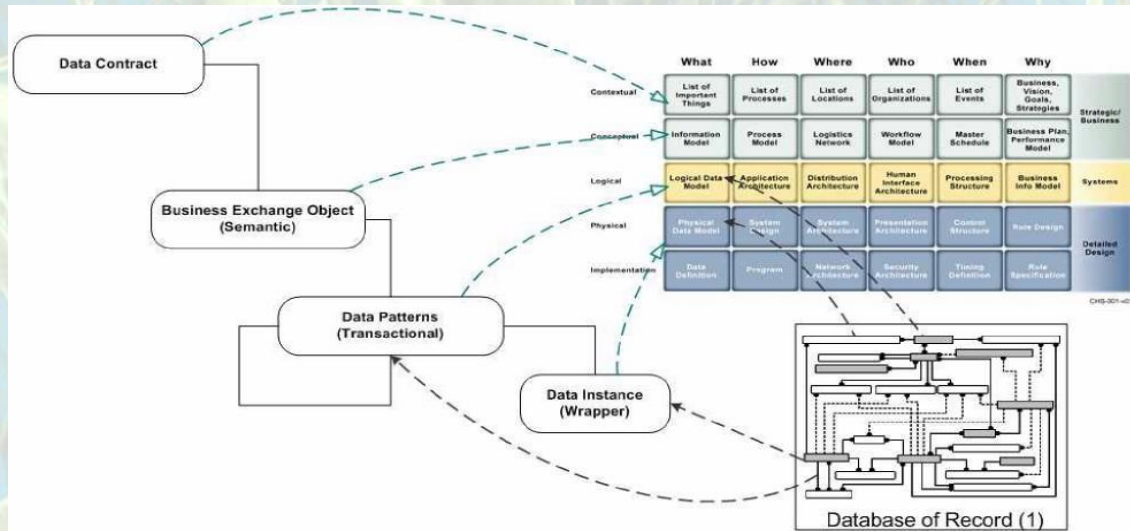 Data Contract
Business Exchange Object
(Semantic)
Data Patterns
(Transactional)
Data Instance
(Wrapper)
What How Where Who When Why
Contextual
List of
Important
Things
List of
Processes
List of
Locations
List of
Organizations
List of
Events
Business,
Vision,
Goals,
Strategies
Strategic/
Business
Conceptual
Information
Model
Process
Model
Logistics
Network
Workflow
Model
Master
Schedule
Business Plan,
Performance
Model
Logical
Logical Data
Model
Application
Architecture
Distribution
Architecture
Human
Interface
Architecture
Processing
Structure
Business
Info Model
Systems
Physical
Physical
Data Model
System
Design
System
Architecture
Presentation
Architecture
Control
Structure
Rule Design
Detailed
Design
Implementation
Data
Definition
Program
Network
Architecture
Security
Architecture
Timing
Definition
Rule
Specification
Database of Record (1)